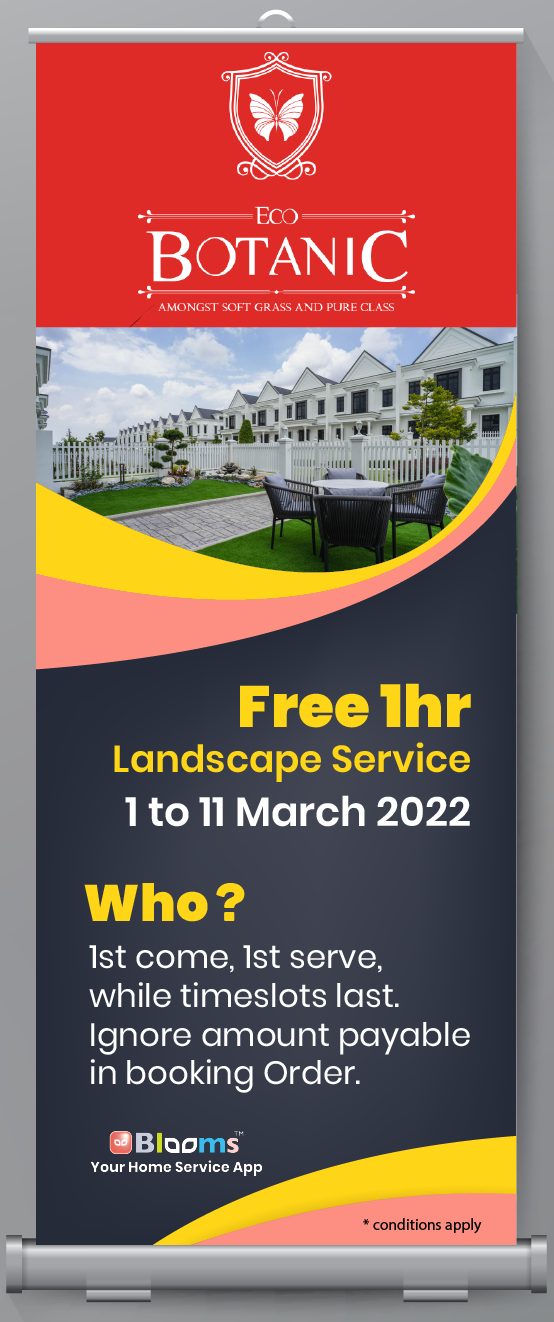 Eco
BOTANIC
AMONGST SOFT GRASS AND PURE CLASS
Free 1hr
Landscape Service
1 to 11 March 2022
Who?
1st come, 1st serve,
while timeslots last.
Ignore amount payable
in booking Order.
Blooms™
Your Home Service App
* conditions apply